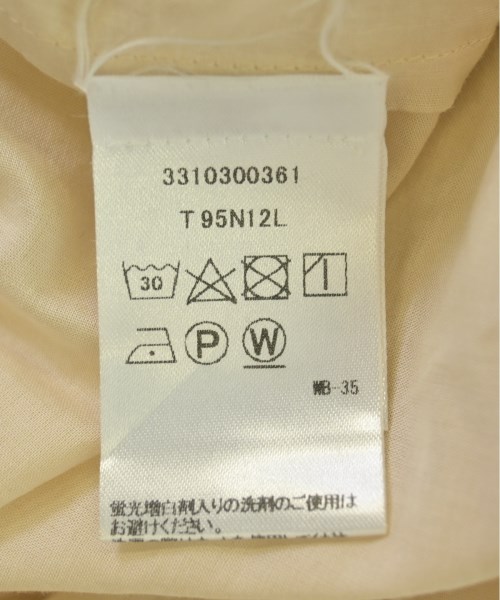 3310300361
T95N12L
30
P W
WB-35
蛍光増白剤入りの洗剤のご使用は
お避けください。